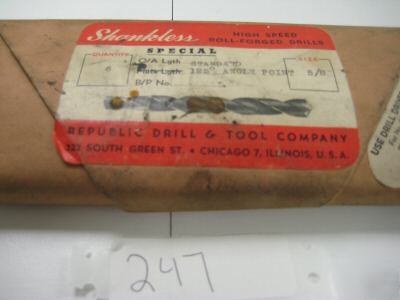 Shankless
HIGH SPEED
ROLL-FORGED DRILLS
QUANTITY
SPECIAL
SIZE
6
O/A Lgth STANDARD
Flute Lgth. ANGLE POINT
5/8
B/P No.
REPUBLIC DRILL & TOOL COMPANY
322 SOUTH GREEN ST. • CHICAGO 7, ILLINOIS, U.S.A.
USE DRILL
247